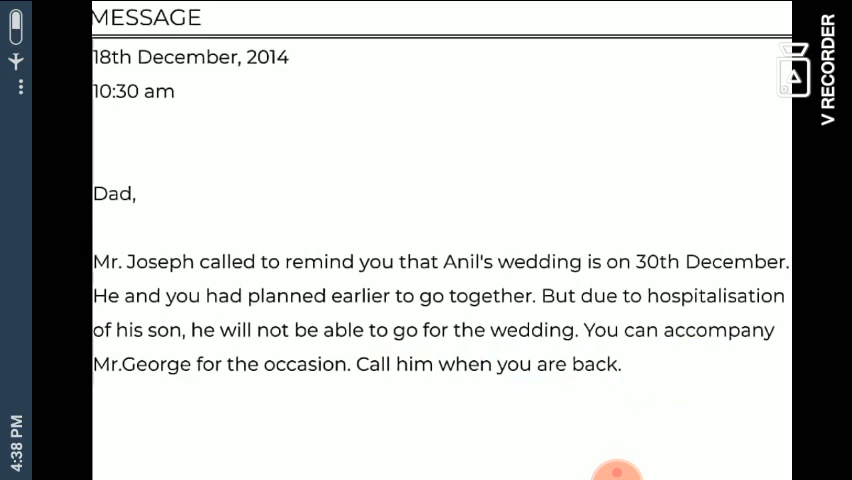 MESSAGE
18th December, 2014
10:30 am
Dad,
Mr. Joseph called to remind you that Anil's wedding is on 30th December.
He and you had planned earlier to go together. But due to hospitalisation
of his son, he will not be able to go for the wedding. You can accompany
Mr.George for the occasion. Call him when you are back.
V RECORDER
4:38 PM